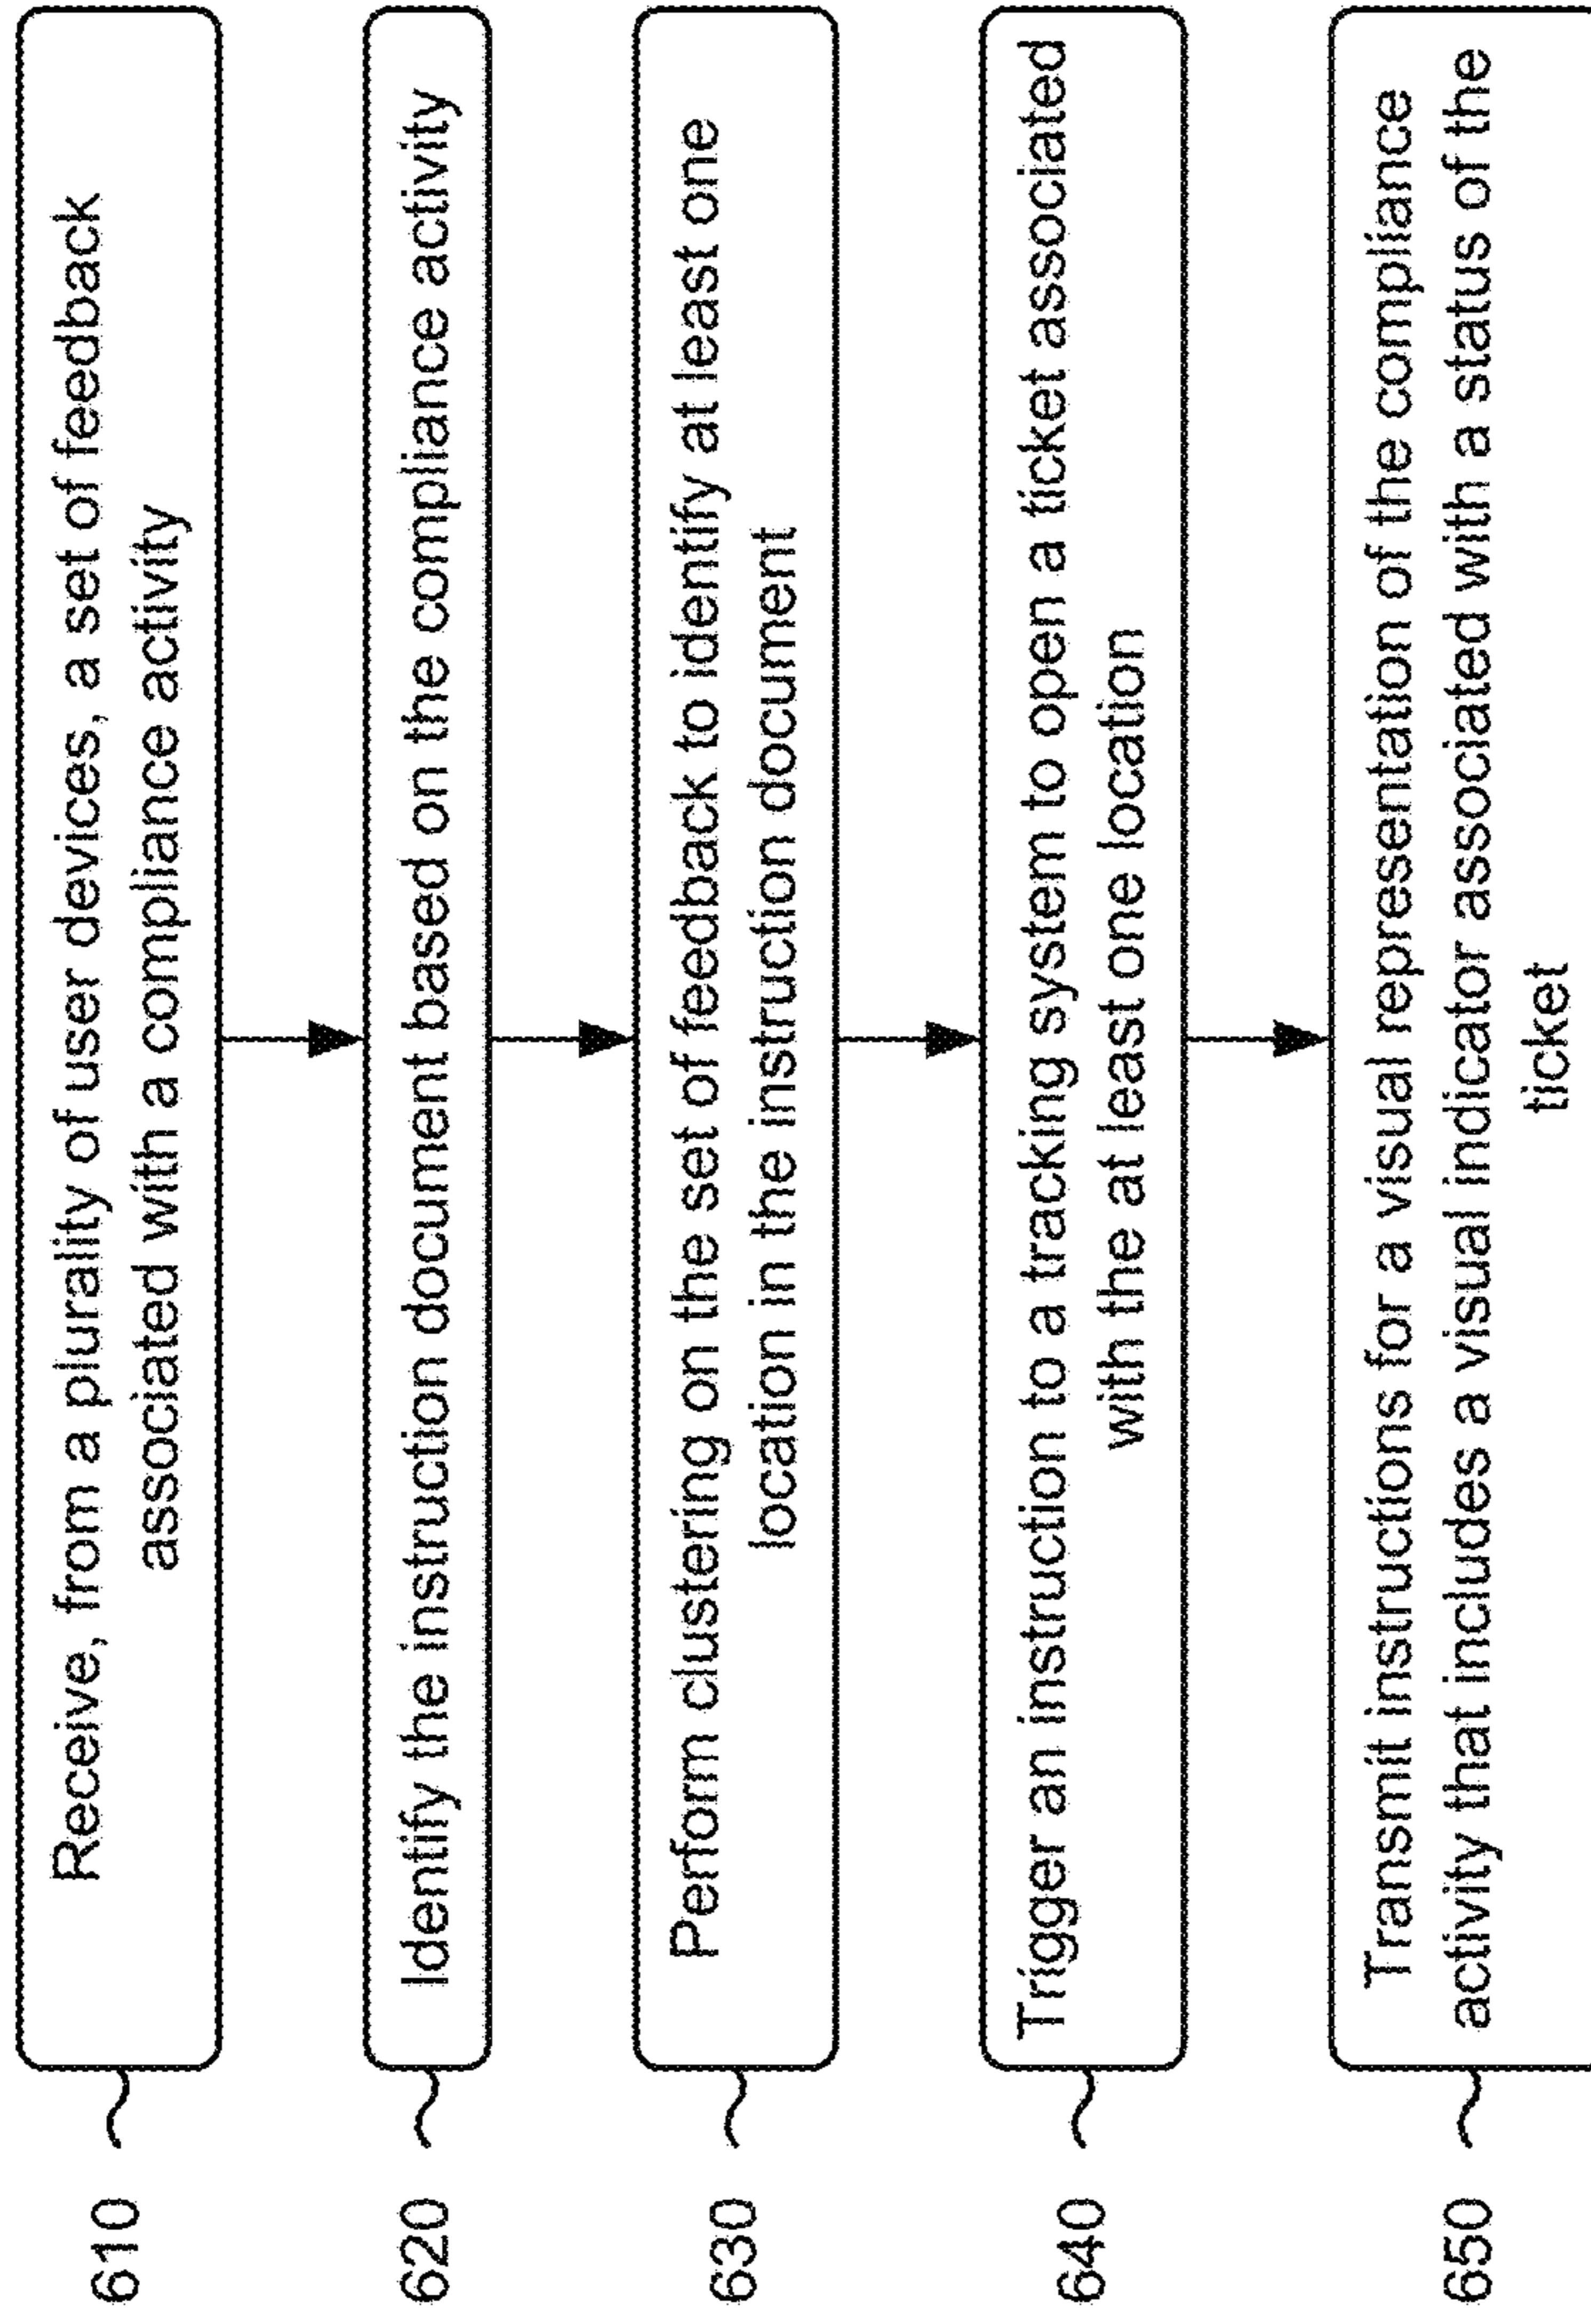 610
Receive, from a plurality of user devices, a set of feedback
associated with a compliance activity
620
Identify the instruction document based on the compliance activity
630
Perform clustering on the set of feedback to identify at least one
location in the instruction document
640
Trigger an instruction to a tracking system to open a ticket associated
with the at least one location
650
Transmit instructions for a visual representation of the compliance
activity that includes a visual indicator associated with a status of the
ticket